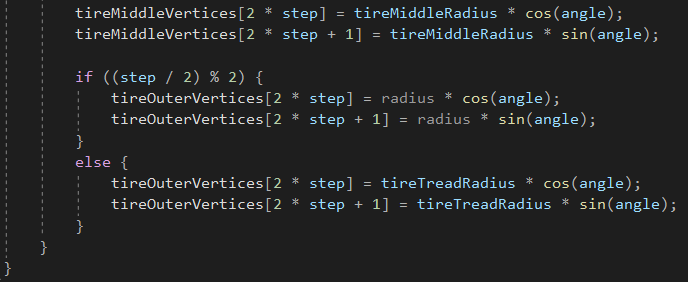 tireMiddleVertices[2 * step] = tireMiddleRadius * cos(angle);
tireMiddleVertices[2 * step + 1] = tireMiddleRadius * sin(angle);
if ((step / 2) % 2) {
tireOuterVertices[2 * step] = radius * cos(angle);
tireOuterVertices[2 * step + 1] = radius * sin(angle);
}
else {
tireOuterVertices[2 * step] = tireTreadRadius * cos(angle);
tireOuterVertices[2 * step + 1] = tireTreadRadius * sin(angle);
}
}
}